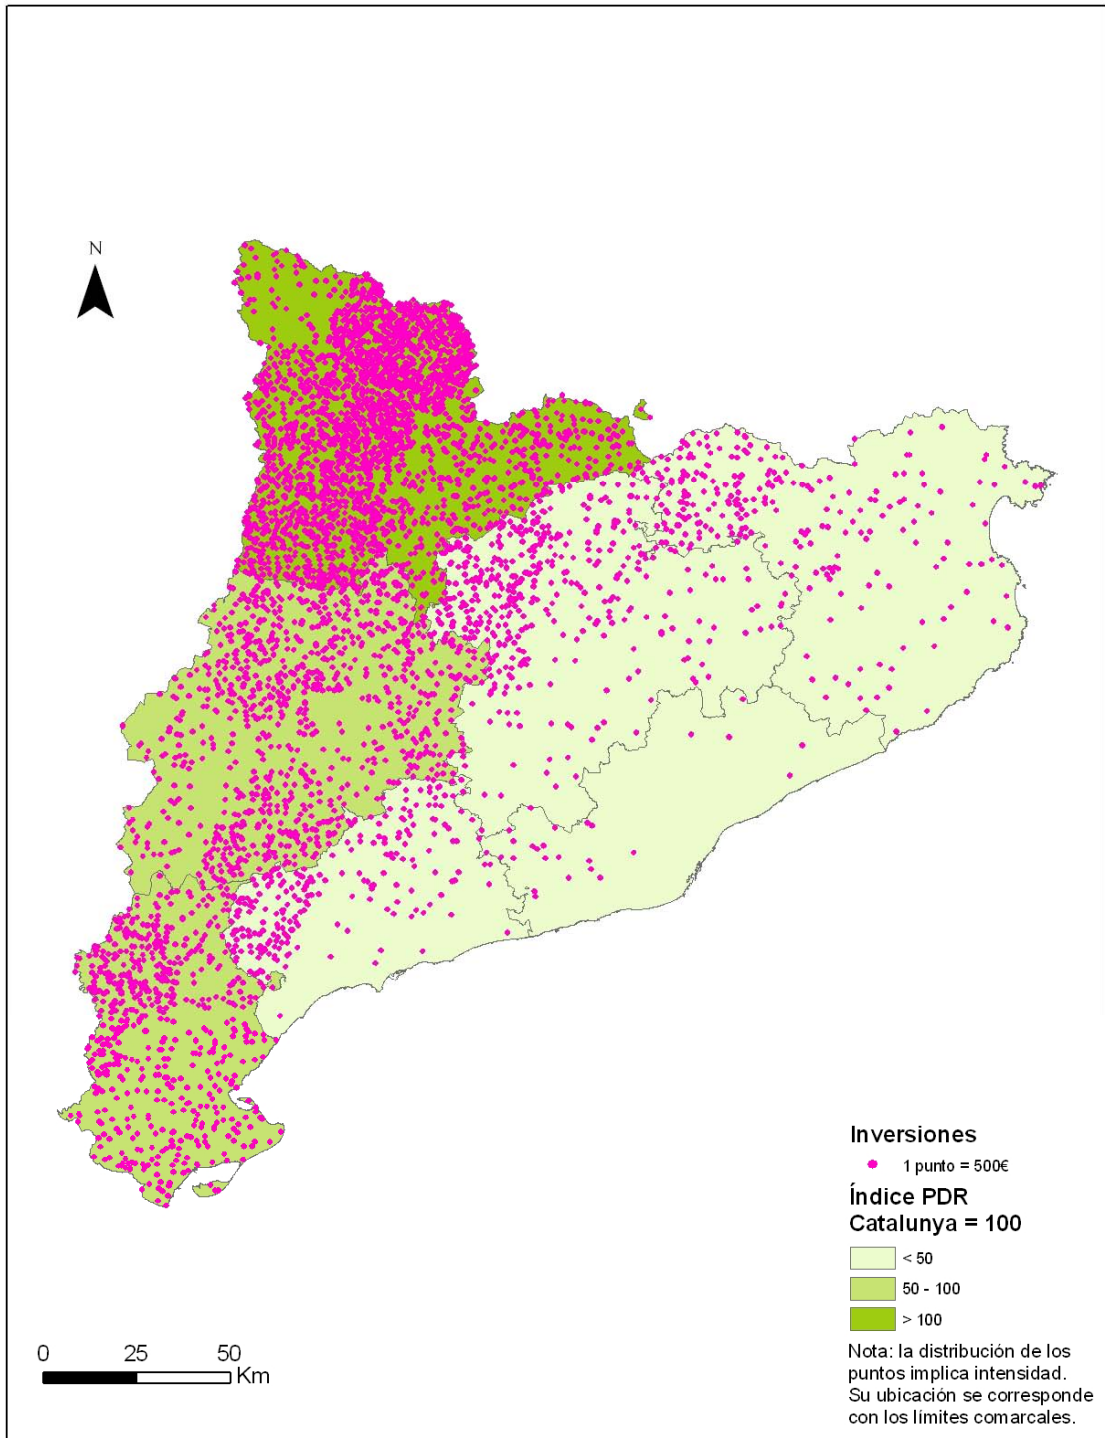 N
Inversiones
1 punto = 500€
Índice PDR
Catalunya = 100
< 50
50 - 100
> 100
Nota: la distribución de los
puntos implica intensidad.
Su ubicación se corresponde
con los límites comarcales.
0 25 50
Km